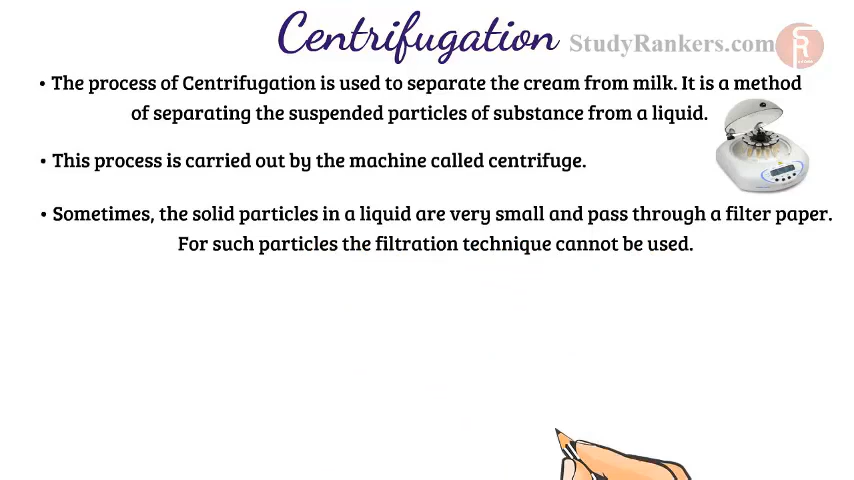 Centrifugation
StudyRankers.com
• The process of Centrifugation is used to separate the cream from milk. It is a method
of separating the suspended particles of substance from a liquid.
• This process is carried out by the machine called centrifuge.
• Sometimes, the solid particles in a liquid are very small and pass through a filter paper.
For such particles the filtration technique cannot be used.